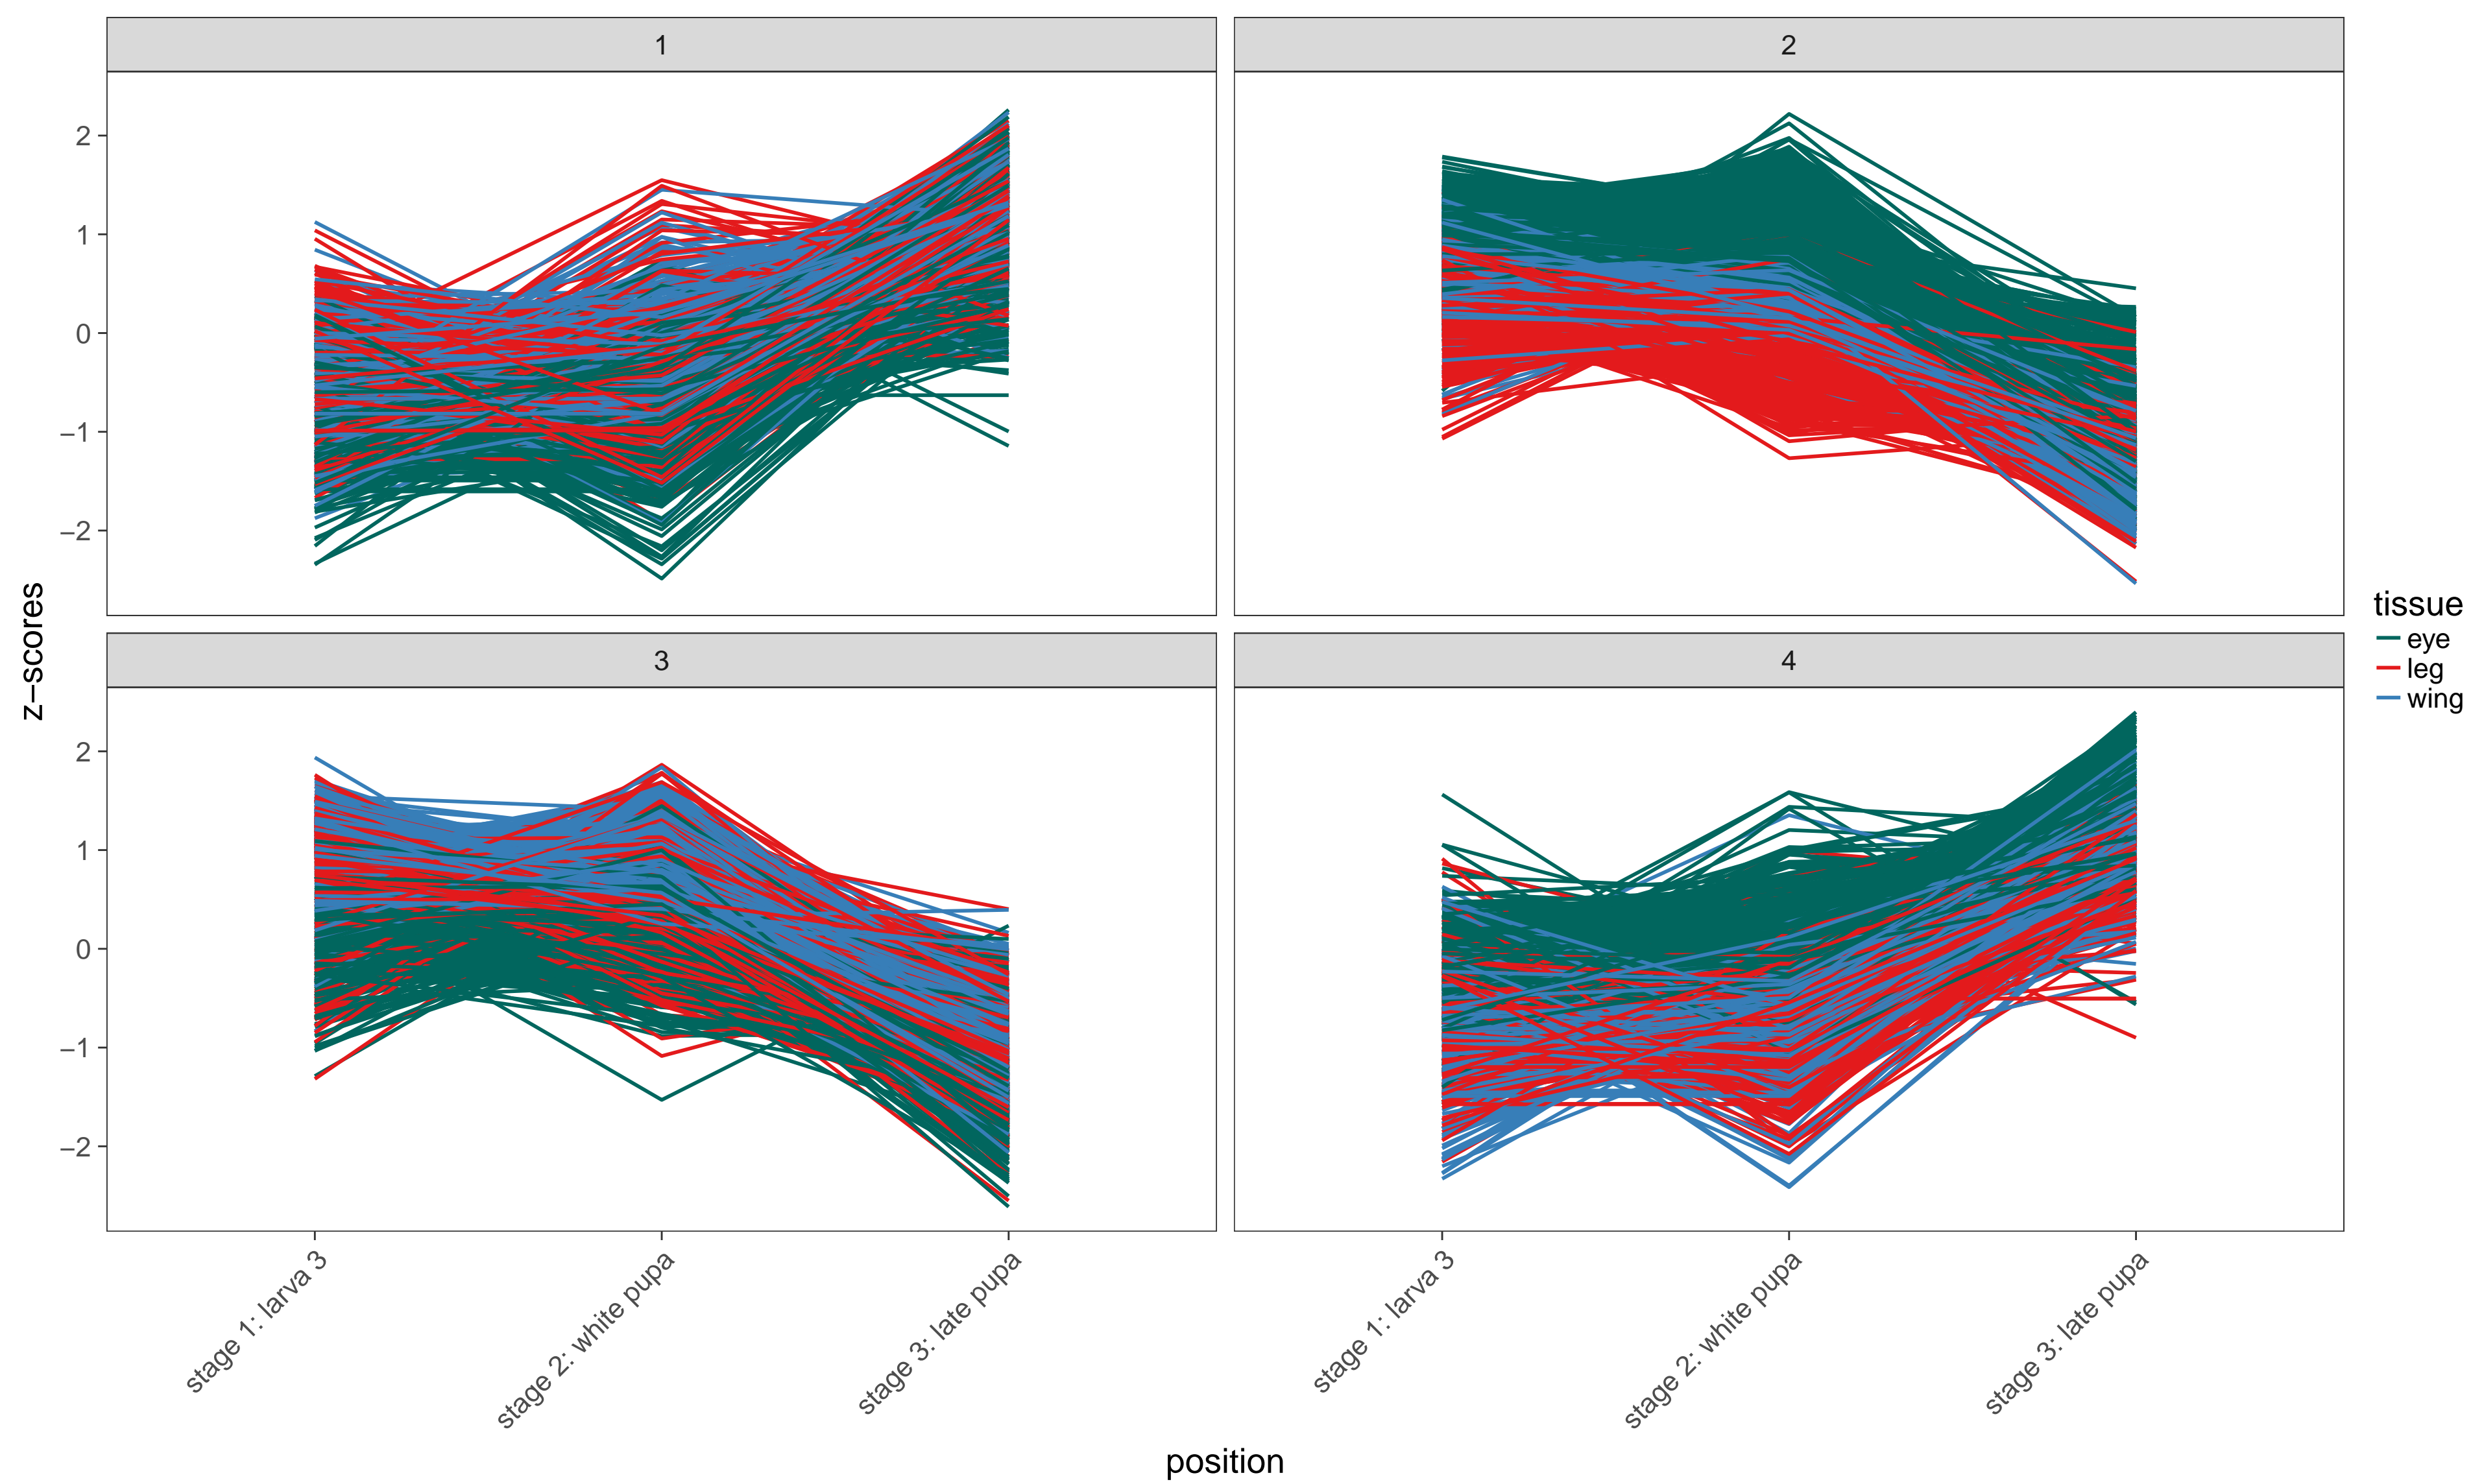 1
2
2
1
0
−1
−2
z−scores
3
4
2
1
0
−1
−2
stage 1: larva 3
stage 2: white pupa
stage 3: late pupa
stage 1: larva 3
stage 2: white pupa
stage 3: late pupa
position
tissue
eye
leg
wing